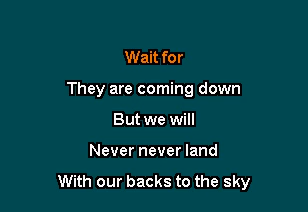 Wait for
They are coming down
But we will
Never never land
With our backs to the sky